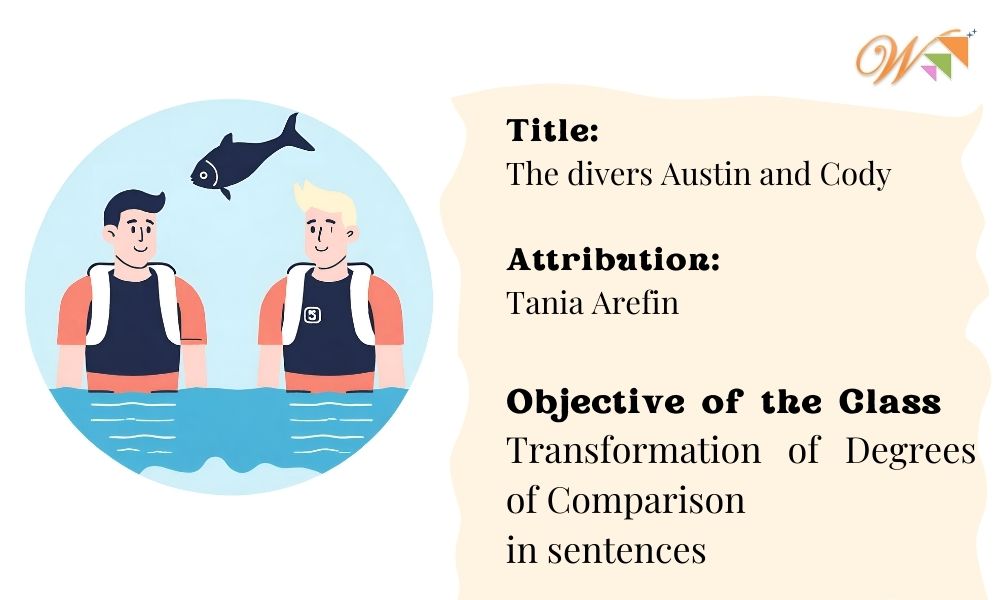 W
Title:
The divers Austin and Cody
Attribution:
Tania Arefin
Objective of the Class
Transformation of Degrees
of Comparison
in sentences
5